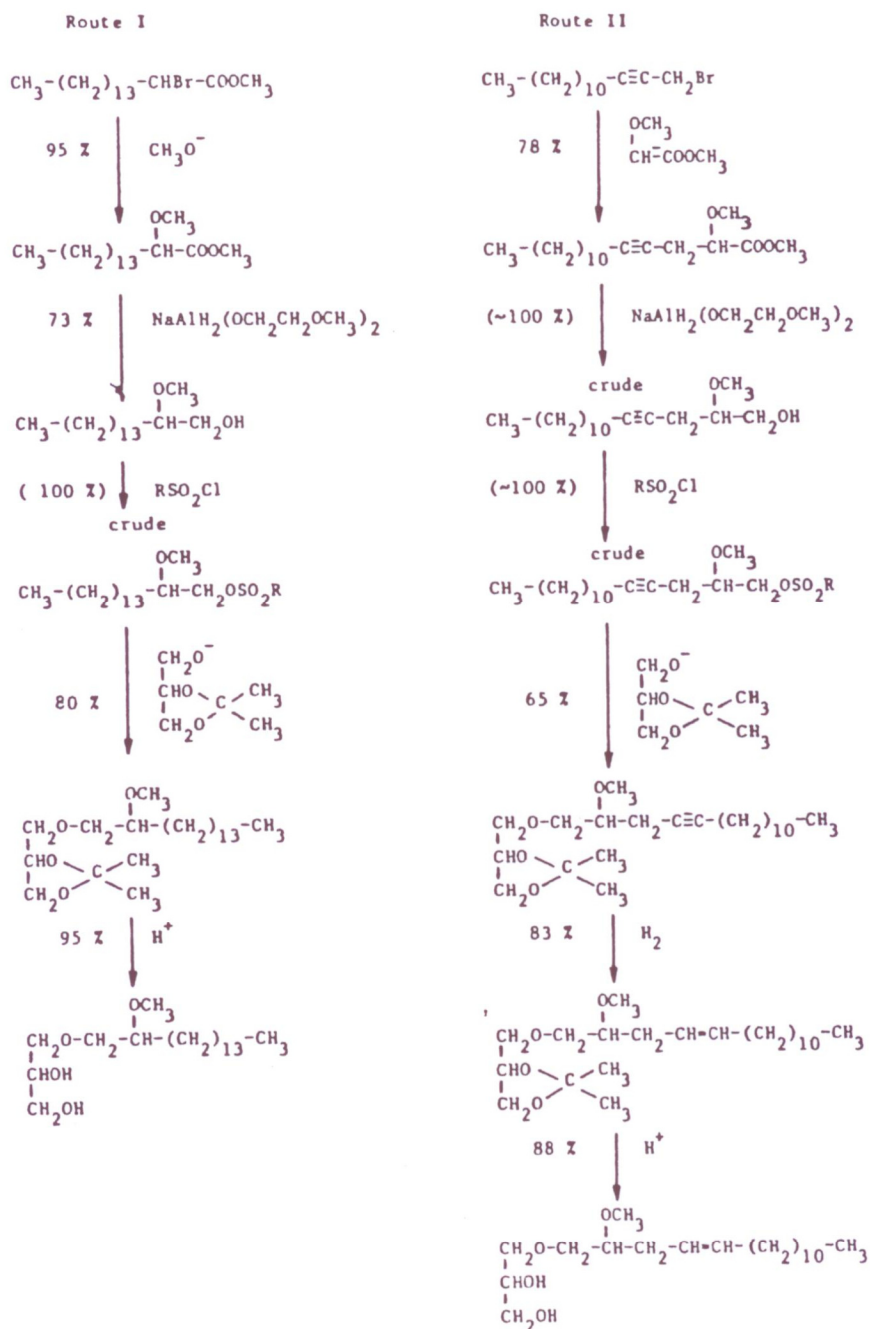 Route I
CH₃-(CH₂)₁₃-CHBr-COOCH₃
95 % CH₃O⁻
OCH₃
CH₃-(CH₂)₁₃-CH-COOCH₃
73 % NaAlH₂(OCH₂CH₂OCH₃)₂
OCH₃
CH₃-(CH₂)₁₃-CH-CH₂OH
( 100 %) RSO₂Cl
crude
OCH₃
CH₃-(CH₂)₁₃-CH-CH₂OSO₂R
CH₂O⁻
80 % CHO C CH₃
CH₂O CH₃
OCH₃
CH₂O-CH₂-CH-(CH₂)₁₃-CH₃
CHO C CH₃
CH₂O CH₃
95 % H⁺
OCH₃
CH₂O-CH₂-CH-(CH₂)₁₃-CH₃
CHOH
CH₂OH
Route II
CH₃-(CH₂)₁₀-C≡C-CH₂Br
OCH₃
78 % CH⁻-COOCH₃
OCH₃
CH₃-(CH₂)₁₀-C≡C-CH₂-CH-COOCH₃
(~100 %) NaAlH₂(OCH₂CH₂OCH₃)₂
crude OCH₃
CH₃-(CH₂)₁₀-C≡C-CH₂-CH-CH₂OH
(~100 %) RSO₂Cl
crude OCH₃
CH₃-(CH₂)₁₀-C≡C-CH₂-CH-CH₂OSO₂R
CH₂O⁻
65 % CHO C CH₃
CH₂O CH₃
OCH₃
CH₂O-CH₂-CH-CH₂-C≡C-(CH₂)₁₀-CH₃
CHO C CH₃
CH₂O CH₃
83 % H₂
OCH₃
CH₂O-CH₂-CH-CH₂-CH=CH-(CH₂)₁₀-CH₃
CHO C CH₃
CH₂O CH₃
88 % H⁺
OCH₃
CH₂O-CH₂-CH-CH₂-CH=CH-(CH₂)₁₀-CH₃
CHOH
CH₂OH